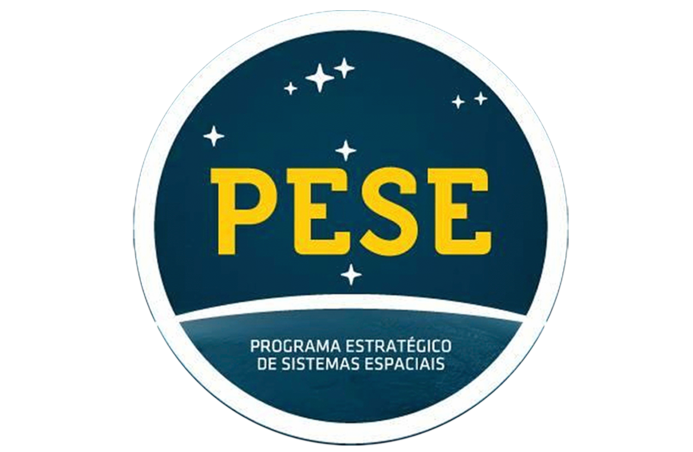 PESE
PROGRAMA ESTRATÉGICO
DE SISTEMAS ESPACIAIS